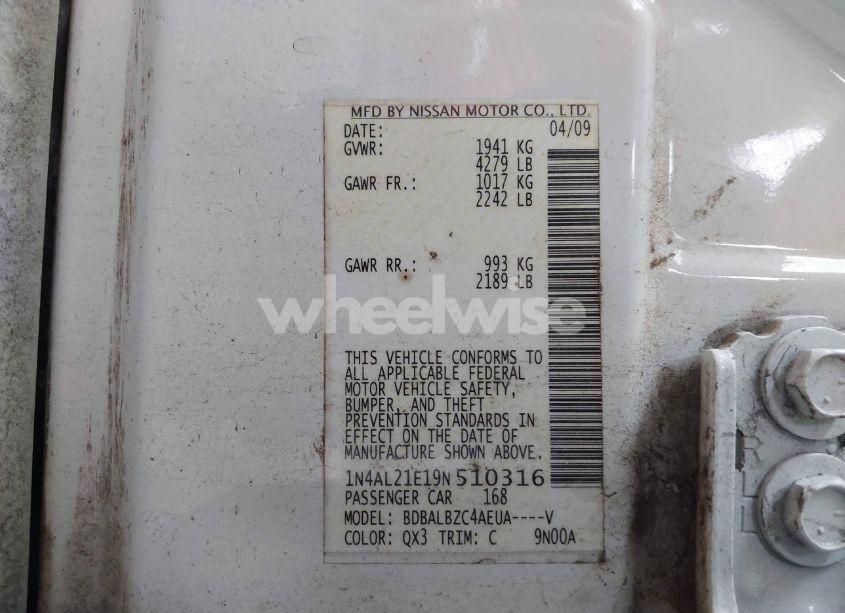 MFD BY NISSAN MOTOR CO., LTD.
DATE: 04/09
GVWR: 1941 KG
4279 LB
GAWR FR.: 1017 KG
2242 LB
GAWR RR.: 993 KG
2189 LB
wheelwise
THIS VEHICLE CONFORMS TO
ALL APPLICABLE FEDERAL
MOTOR VEHICLE SAFETY,
BUMPER, AND THEFT
PREVENTION STANDARDS IN
EFFECT ON THE DATE OF
MANUFACTURE SHOWN ABOVE.
1N4AL21E19N510316
PASSENGER CAR 168
MODEL: BDBALBZC4AEUA----V
COLOR: QX3 TRIM: C 9N00A